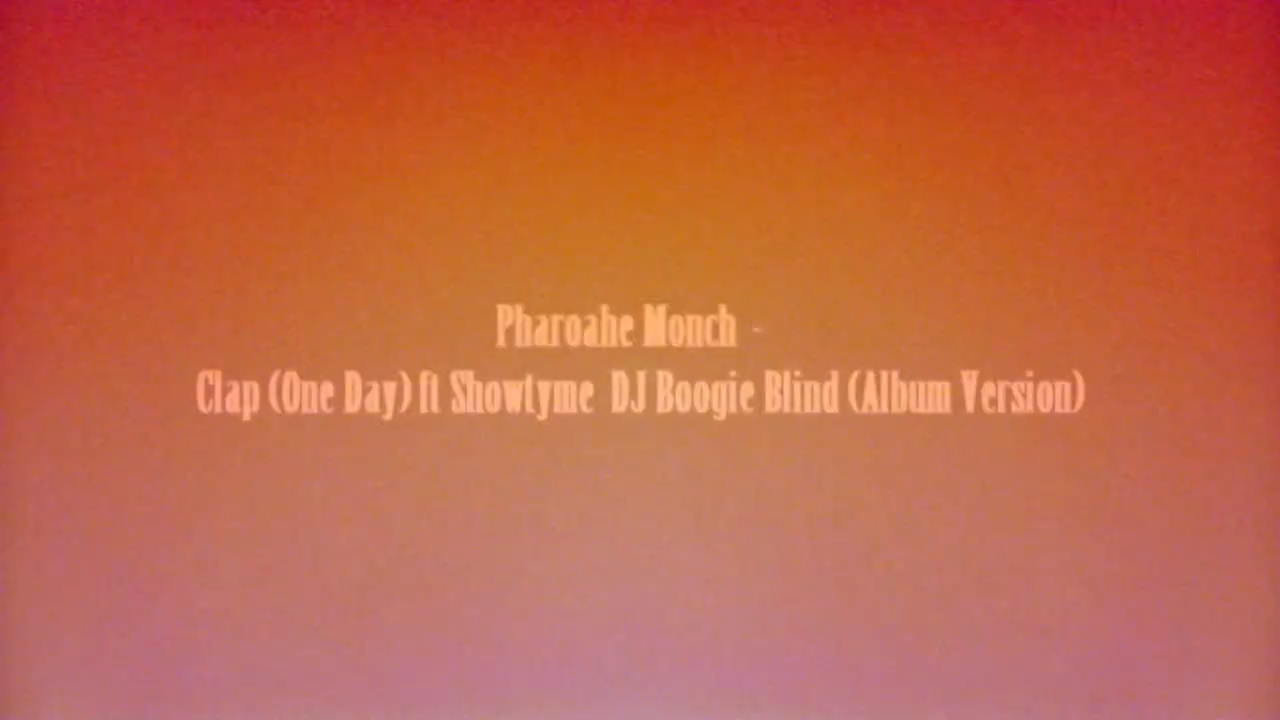 Pharoahe Monch -
Clap (One Day) ft Showtyme DJ Boogie Blind (Album Version)